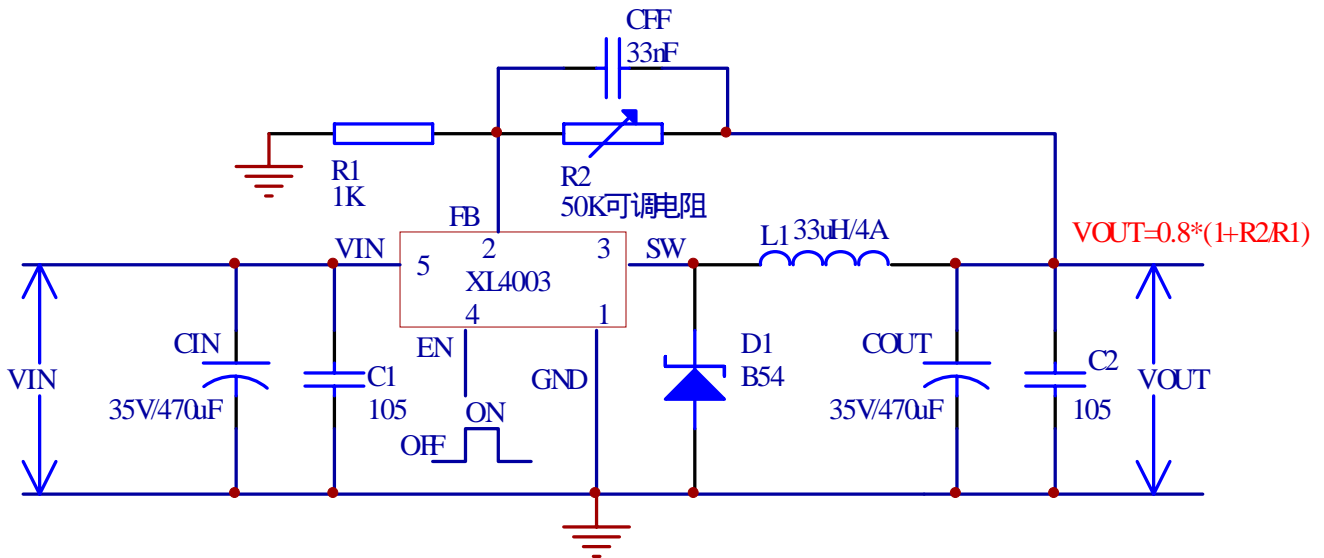 CFF
33nF
R1
1K
R2
50K可调电阻
FB
VIN
5
2
3
XL4003
4
1
SW
L1
33uH/4A
VOUT=0.8*(1+R2/R1)
VIN
CIN
35V/470uF
C1
105
EN
ON
OFF
GND
D1
B54
COUT
35V/470uF
C2
105
VOUT